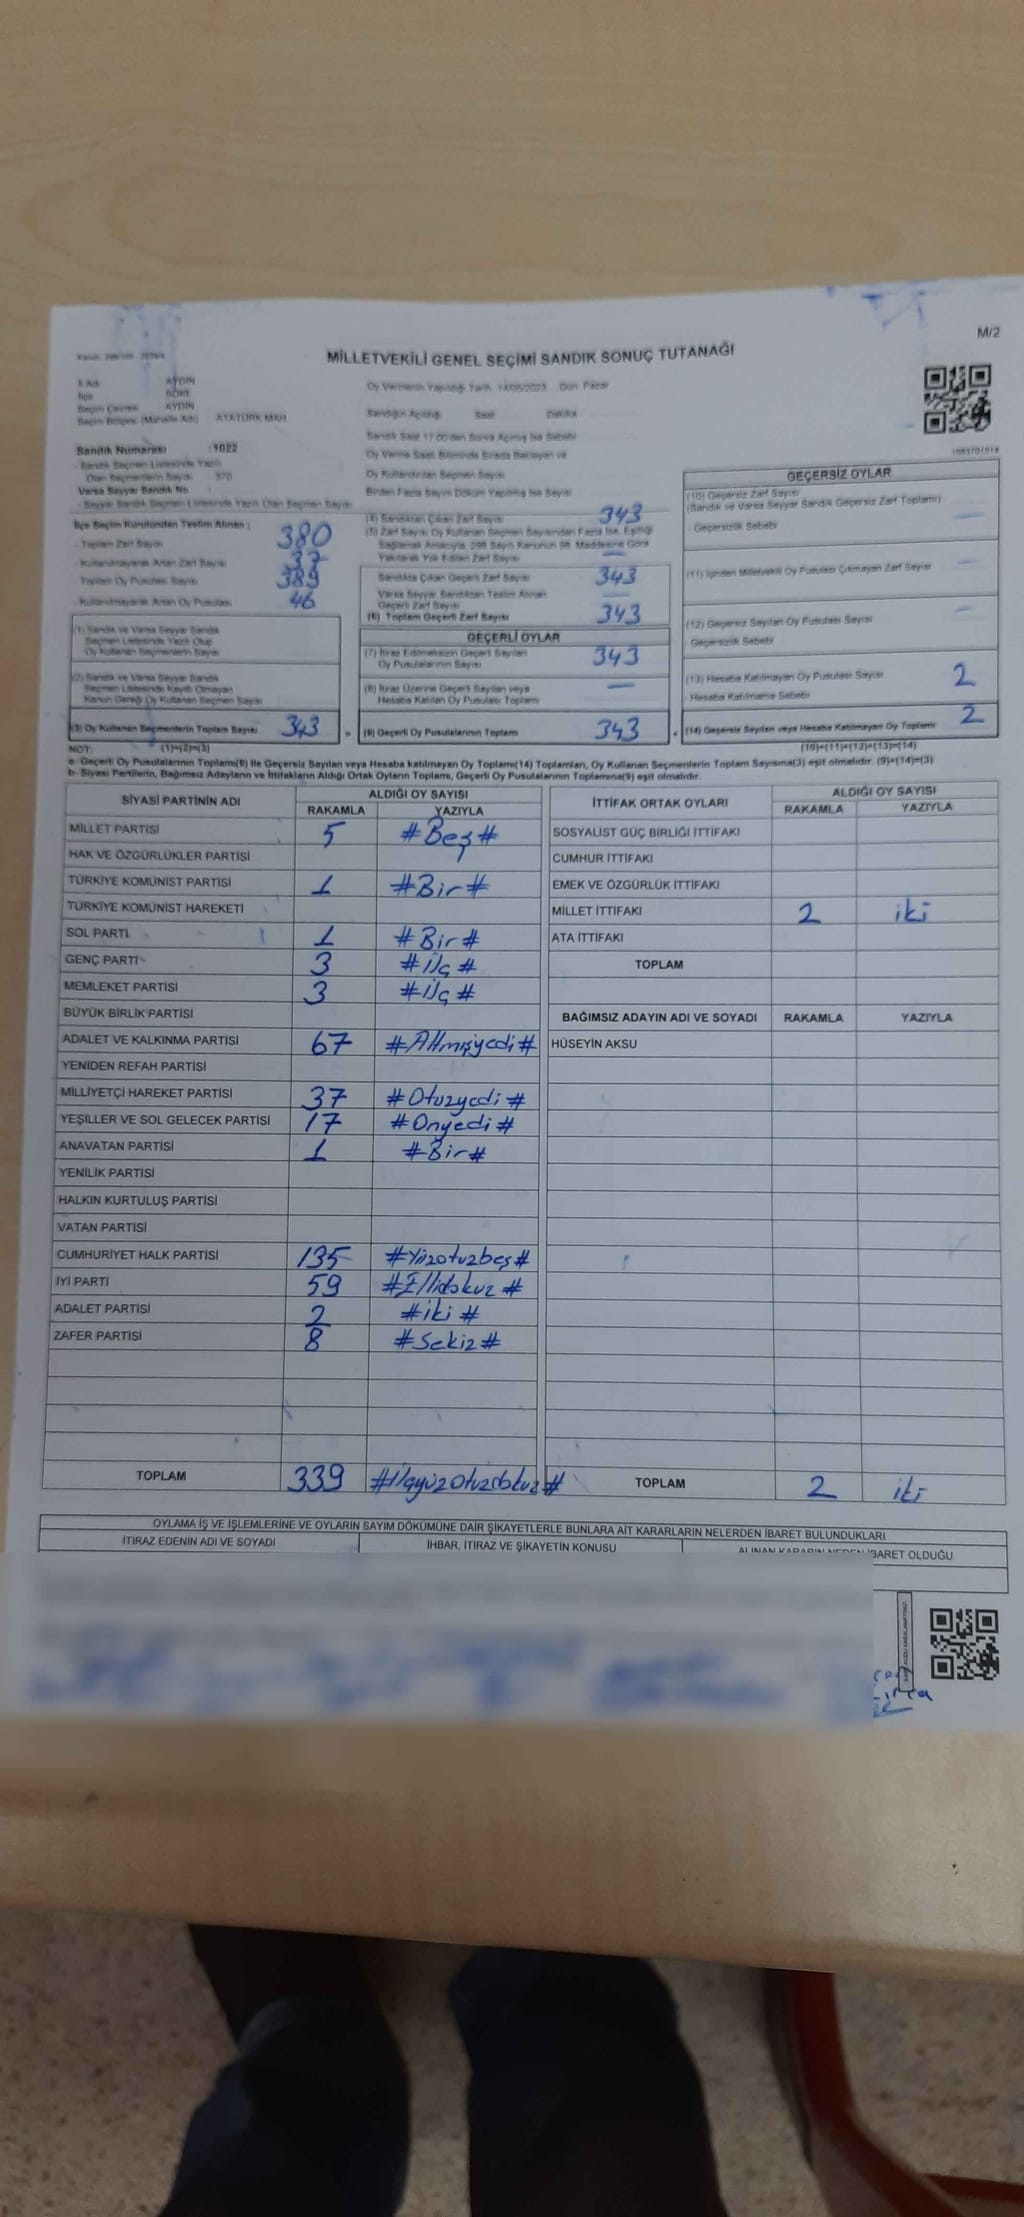 M/2
MİLLETVEKİLİ GENEL SEÇİMİ SANDIK SONUÇ TUTANAĞI
İl Adı AYDIN
Seçim Çevresi AYDIN
Seçim Bölgesi (Mahalle Adı) ATATÜRK MAH.
Oy Vermenin Yapıldığı Tarih 14/05/2023 Gün Pazar
Sandığın Açıldığı Saat Dakika
Sandık Saat 17.00'den Sonra Açılmış İse Sebebi
Oy Verme Saati Bitiminde Sırada Bekleyen ve
Oy Kullandırılan Seçmen Sayısı
Birden Fazla Sayım Döküm Yapılmış İse Sayısı
Sandık Numarası 1022
- Sandık Seçmen Listesinde Yazılı
Olan Seçmenlerin Sayısı 370
Varsa Seyyar Sandık No
- Seyyar Sandık Seçmen Listesinde Yazılı Olan Seçmen Sayısı
İlçe Seçim Kurulundan Teslim Alınan
- Toplam Zarf Sayısı 380
- Kullanılmayarak Artan Zarf Sayısı 37
- Toplam Oy Pusulası Sayısı 389
- Kullanılmayarak Artan Oy Pusulası 46
(1) Sandık ve Varsa Seyyar Sandık
Seçmen Listesinde Yazılı Olup
Oy Kullanan Seçmenlerin Sayısı
(2) Sandık ve Varsa Seyyar Sandık
Seçmen Listesinde Kayıtlı Olmayan
Kanun Gereği Oy Kullanan Seçmen Sayısı
(3) Oy Kullanan Seçmenlerin Toplam Sayısı 343
(4) Sandıktan Çıkan Zarf Sayısı 343
(5) Zarf Sayısı Oy Kullanan Seçmen Sayısından Fazla İse, Eşitliği
Sağlamak Amacıyla, 298 Sayılı Kanunun 98. Maddesine Göre
Yakılarak Yok Edilen Zarf Sayısı —
Sandıkta Çıkan Geçerli Zarf Sayısı 343
Varsa Seyyar Sandıktan Teslim Alınan
Geçerli Zarf Sayısı —
(6) Toplam Geçerli Zarf Sayısı 343
GEÇERLİ OYLAR
(7) İtiraz Edilmeksizin Geçerli Sayılan
Oy Pusulalarının Sayısı 343
(8) İtiraz Üzerine Geçerli Sayılan veya
Hesaba Katılan Oy Pusulası Toplamı —
(9) Geçerli Oy Pusulalarının Toplamı 343
GEÇERSİZ OYLAR
(10) Geçersiz Zarf Sayısı
(Sandık ve Varsa Seyyar Sandık Geçersiz Zarf Toplamı) —
- Geçersizlik Sebebi
(11) İçinden Milletvekili Oy Pusulası Çıkmayan Zarf Sayısı —
(12) Geçersiz Sayılan Oy Pusulası Sayısı —
Geçersizlik Sebebi
(13) Hesaba Katılmayan Oy Pusulası Sayısı 2
- Hesaba Katılmama Sebebi
(14) Geçersiz Sayılan veya Hesaba Katılmayan Oy Toplamı 2
NOT: (1)+(2)=(3) (10)+(11)+(12)+(13)=(14)
a- Geçerli Oy Pusulalarının Toplamı(9) ile Geçersiz Sayılan veya Hesaba katılmayan Oy Toplamı(14) Toplamları, Oy Kullanan Seçmenlerin Toplam Sayısına(3) eşit olmalıdır. (9)+(14)=(3)
b- Siyasi Partilerin, Bağımsız Adayların ve İttifakların Aldığı Ortak Oyların Toplamı, Geçerli Oy Pusulalarının Toplamına(9) eşit olmalıdır.
SİYASİ PARTİNİN ADI ALDIĞI OY SAYISI
RAKAMLA YAZIYLA
MİLLET PARTİSİ 5 #Beş#
HAK VE ÖZGÜRLÜKLER PARTİSİ
TÜRKİYE KOMÜNİST PARTİSİ 1 #Bir#
TÜRKİYE KOMÜNİST HAREKETİ
SOL PARTİ 1 #Bir#
GENÇ PARTİ 3 #Üç#
MEMLEKET PARTİSİ 3 #Üç#
BÜYÜK BİRLİK PARTİSİ
ADALET VE KALKINMA PARTİSİ 67 #Altmışyedi#
YENİDEN REFAH PARTİSİ
MİLLİYETÇİ HAREKET PARTİSİ 37 #Otuzyedi#
YEŞİLLER VE SOL GELECEK PARTİSİ 17 #Onyedi#
ANAVATAN PARTİSİ 1 #Bir#
YENİLİK PARTİSİ
HALKIN KURTULUŞ PARTİSİ
VATAN PARTİSİ
CUMHURİYET HALK PARTİSİ 135 #Yüzotuzbeş#
İYİ PARTİ 59 #Ellidokuz#
ADALET PARTİSİ 2 #iki#
ZAFER PARTİSİ 8 #Sekiz#
TOPLAM 339 #Üçyüzotuzdokuz#
İTTİFAK ORTAK OYLARI ALDIĞI OY SAYISI
RAKAMLA YAZIYLA
SOSYALİST GÜÇ BİRLİĞİ İTTİFAKI
CUMHUR İTTİFAKI
EMEK VE ÖZGÜRLÜK İTTİFAKI
MİLLET İTTİFAKI 2 iki
ATA İTTİFAKI
TOPLAM
BAĞIMSIZ ADAYIN ADI VE SOYADI RAKAMLA YAZIYLA
HÜSEYİN AKSU
TOPLAM 2 iki
OYLAMA İŞ VE İŞLEMLERİNE VE OYLARIN SAYIM DÖKÜMÜNE DAİR ŞİKAYETLERLE BUNLARA AİT KARARLARIN NELERDEN İBARET BULUNDUKLARI
İTİRAZ EDENİN ADI VE SOYADI İHBAR, İTİRAZ VE ŞİKAYETİN KONUSU ALINAN KARARIN NEDEN İBARET OLDUĞU